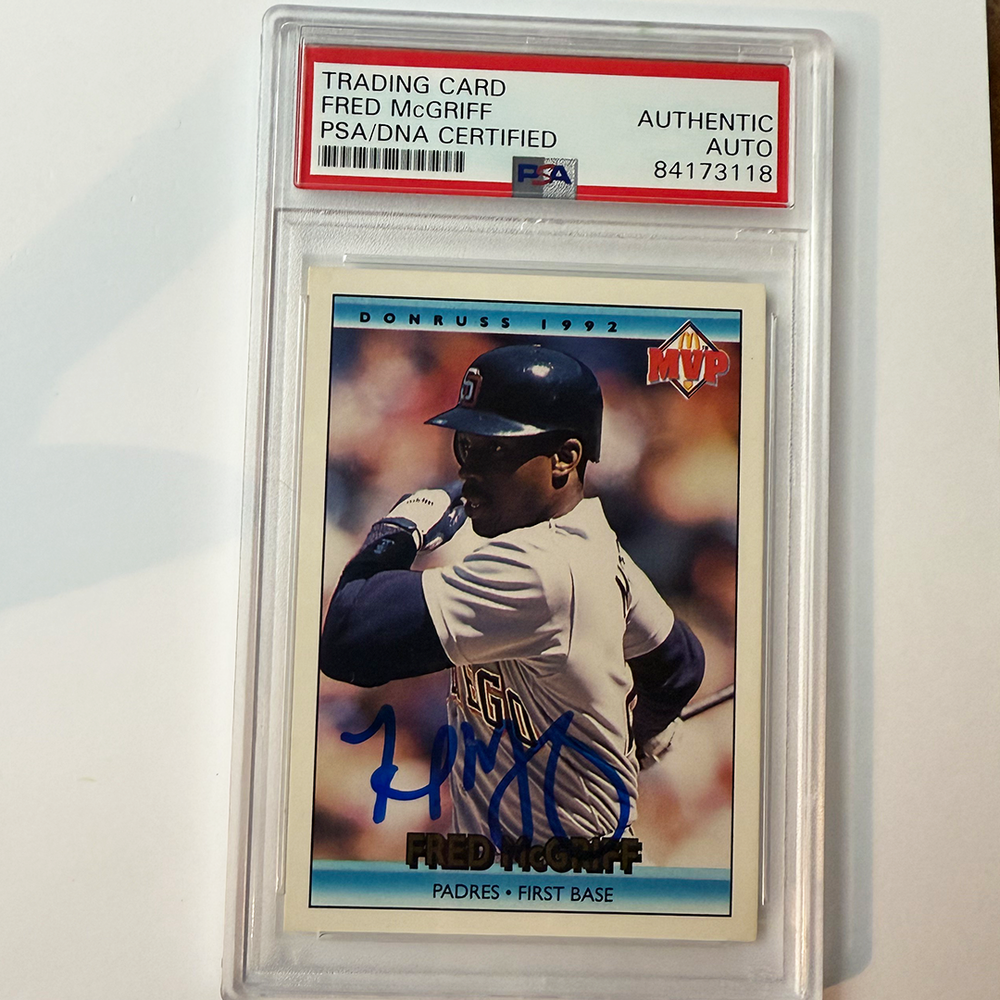 TRADING CARD
FRED McGRIFF
PSA/DNA CERTIFIED
AUTHENTIC
AUTO
84173118
PSA
DONRUSS 1992
MVP
SD
EGO
FRED McGRIFF
PADRES • FIRST BASE